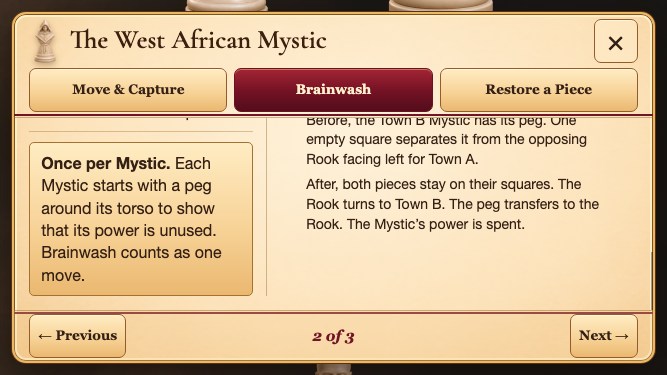 The West African Mystic
×
Move & Capture
Brainwash
Restore a Piece
Once per Mystic. Each
Mystic starts with a peg
around its torso to show
that its power is unused.
Brainwash counts as one
move.
Before, the Town B Mystic has its peg. One
empty square separates it from the opposing
Rook facing left for Town A.
After, both pieces stay on their squares. The
Rook turns to Town B. The peg transfers to the
Rook. The Mystic’s power is spent.
← Previous
2 of 3
Next →